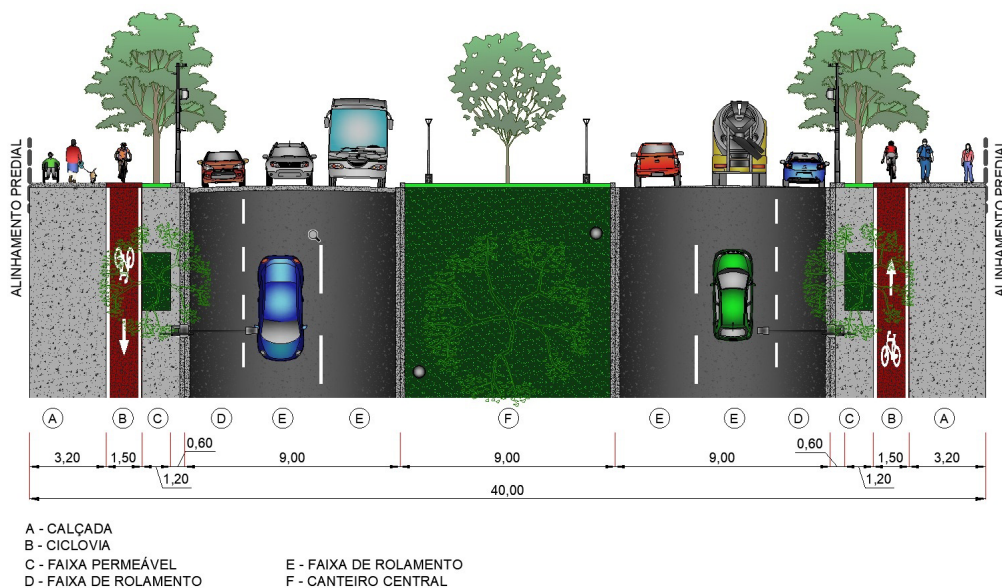 ALINHAMENTO PREDIAL
ALINHAMENTO PREDIAL
A B C D E E F E E D C B A
0,60 0,60
3,20 1,50 9,00 9,00 9,00 1,50 3,20
1,20 1,20
40,00
A - CALÇADA
B - CICLOVIA
C - FAIXA PERMEÁVEL E - FAIXA DE ROLAMENTO
D - FAIXA DE ROLAMENTO F - CANTEIRO CENTRAL